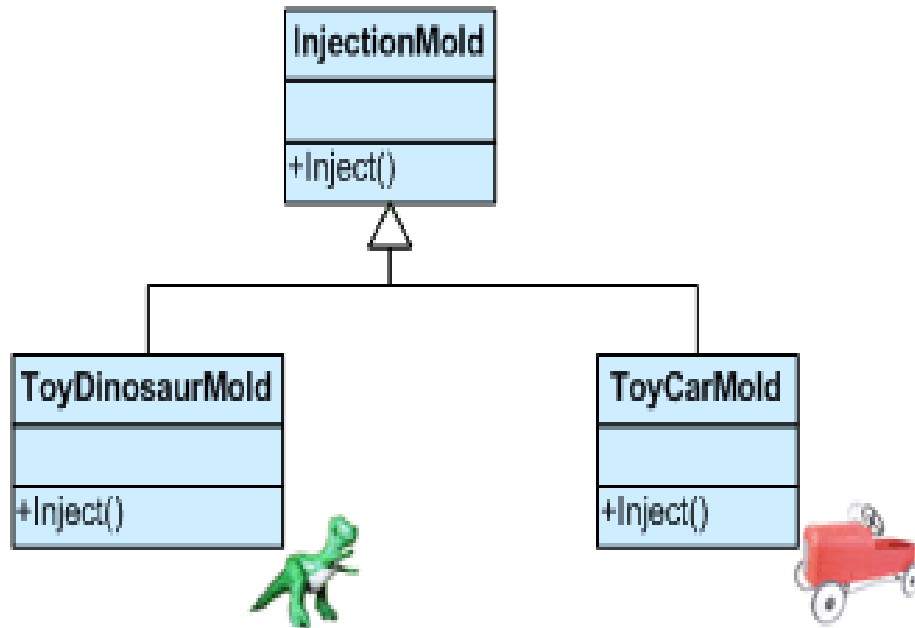 InjectionMold
+Inject()
ToyDinosaurMold
+Inject()
ToyCarMold
+Inject()